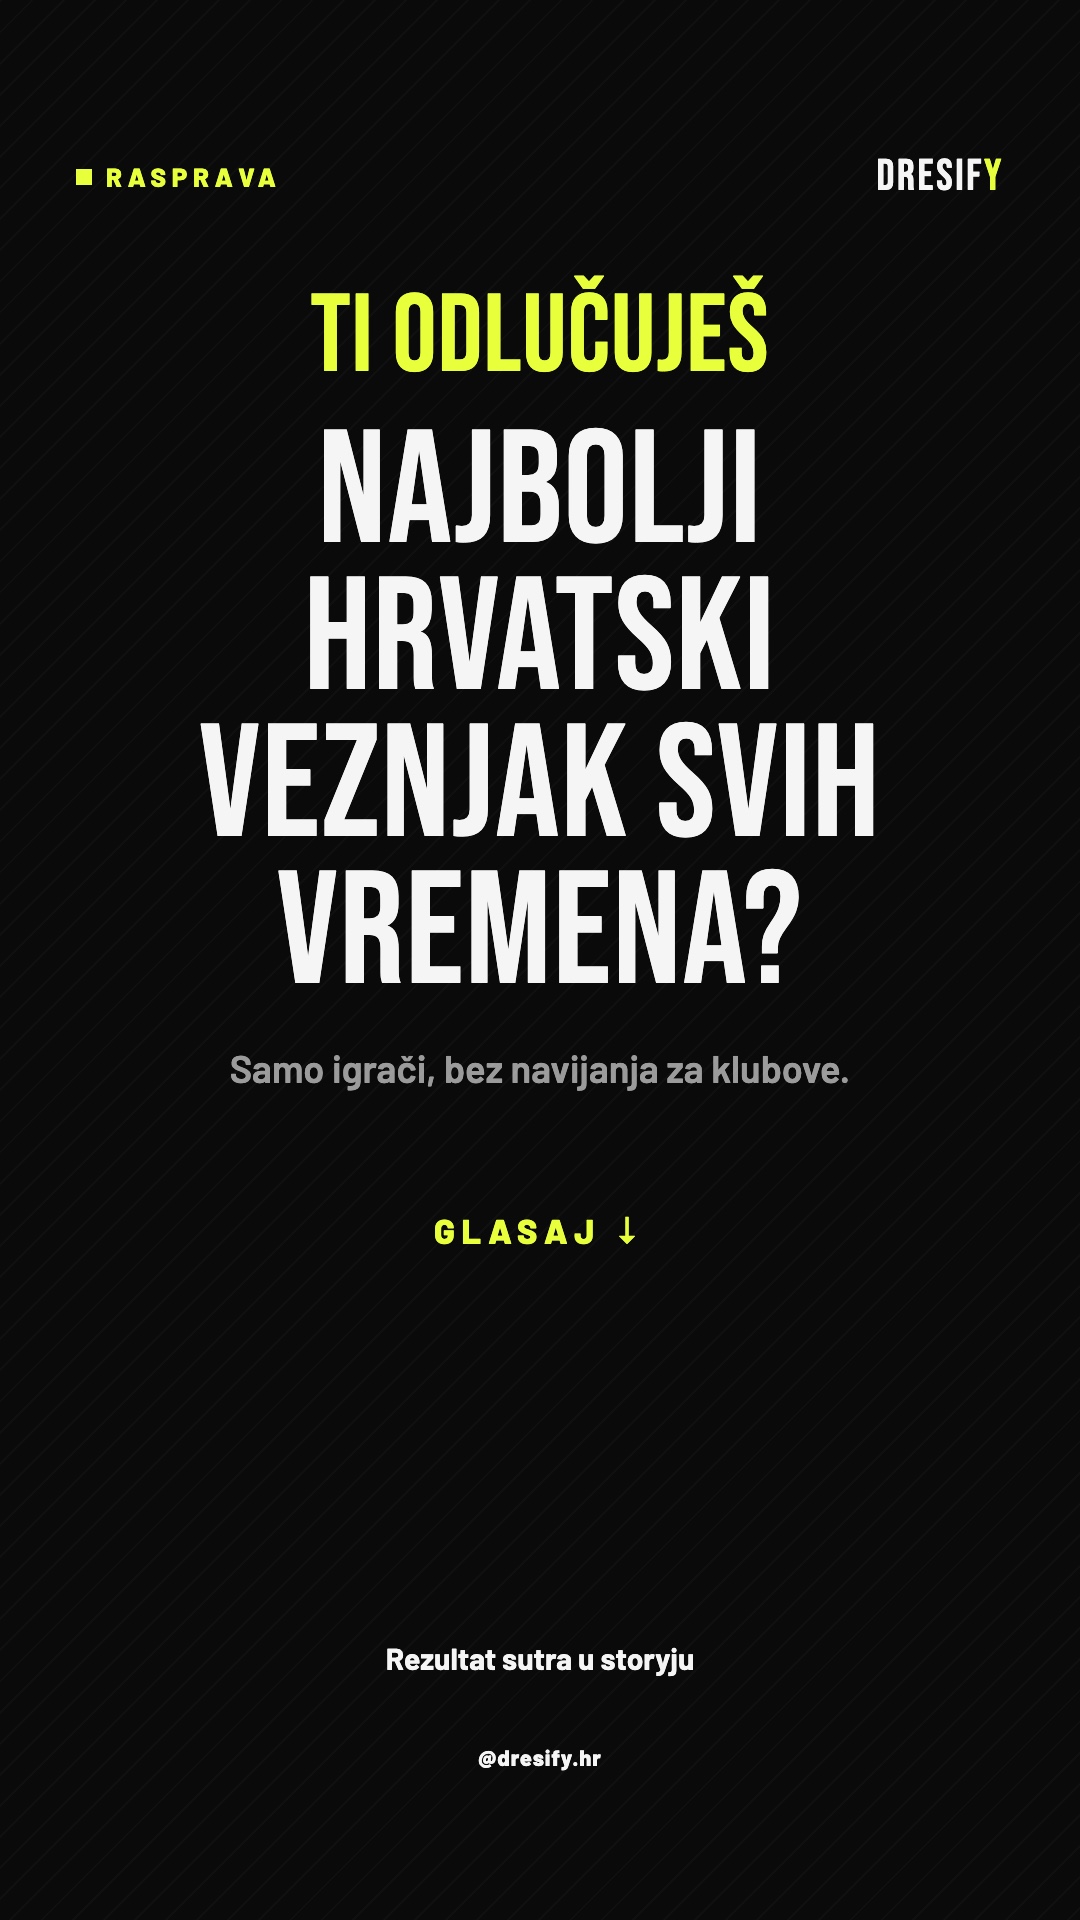 RASPRAVA
DRESIFY
TI ODLUČUJEŠ
NAJBOLJI
HRVATSKI
VEZNJAK SVIH
VREMENA?
Samo igrači, bez navijanja za klubove.
GLASAJ ↓
Rezultat sutra u storyju
@dresify.hr